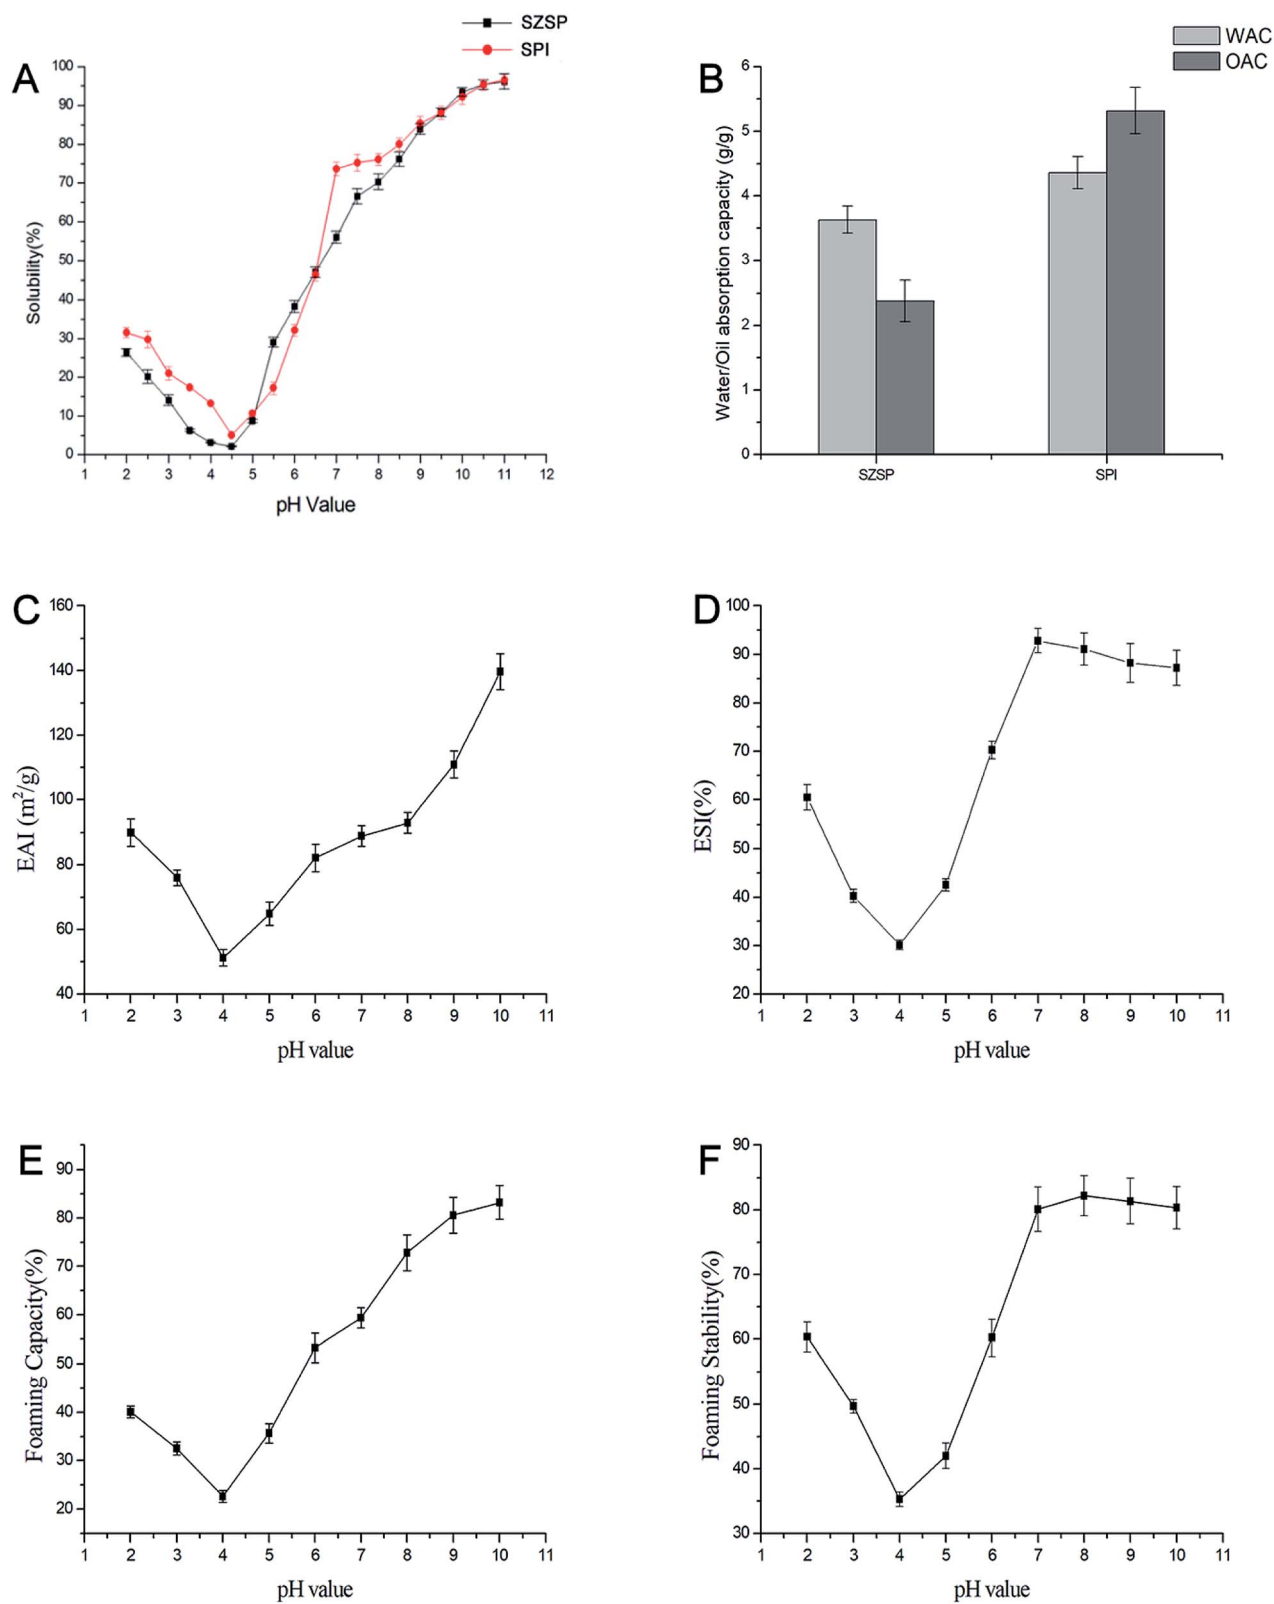 SZSP
SPI
A
100
90
80
70
60
50
40
30
20
10
0
Solubility(%)
1 2 3 4 5 6 7 8 9 10 11 12
pH Value
WAC
OAC
B
6
5
4
3
2
1
0
Water/Oil absorption capacity (g/g)
SZSP SPI
C
160
140
120
100
80
60
40
EAI (m²/g)
1 2 3 4 5 6 7 8 9 10 11
pH value
D
100
90
80
70
60
50
40
30
20
ESI(%)
1 2 3 4 5 6 7 8 9 10 11
pH value
E
90
80
70
60
50
40
30
20
Foaming Capacity(%)
1 2 3 4 5 6 7 8 9 10 11
pH value
F
90
80
70
60
50
40
30
Foaming Stability(%)
1 2 3 4 5 6 7 8 9 10 11
pH value